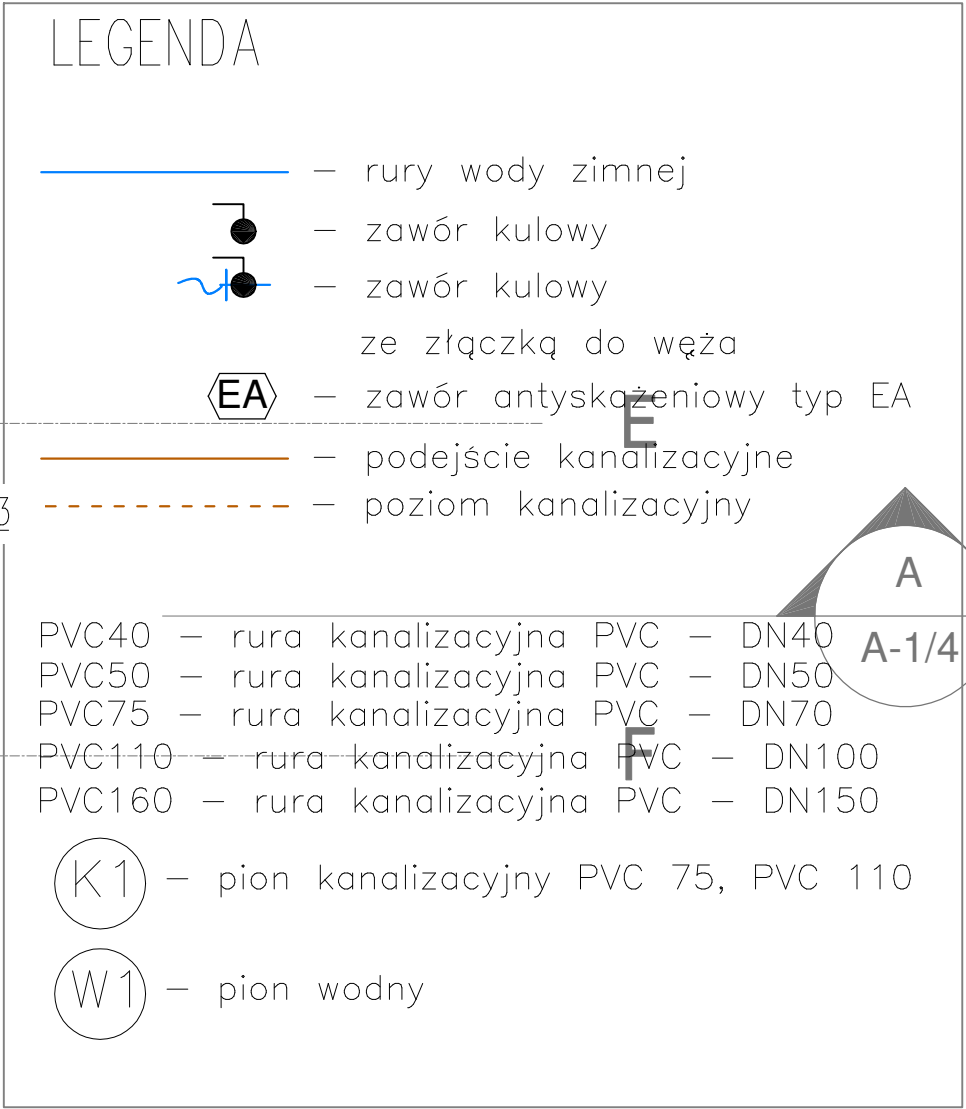 LEGENDA
– rury wody zimnej
– zawór kulowy
– zawór kulowy
ze złączką do węża
EA – zawór antyskażeniowy typ EA
E
– podejście kanalizacyjne
3 – poziom kanalizacyjny
A
A-1/4
PVC40 – rura kanalizacyjna PVC – DN40
PVC50 – rura kanalizacyjna PVC – DN50
PVC75 – rura kanalizacyjna PVC – DN70
F
PVC110 – rura kanalizacyjna PVC – DN100
PVC160 – rura kanalizacyjna PVC – DN150
K1 – pion kanalizacyjny PVC 75, PVC 110
W1 – pion wodny